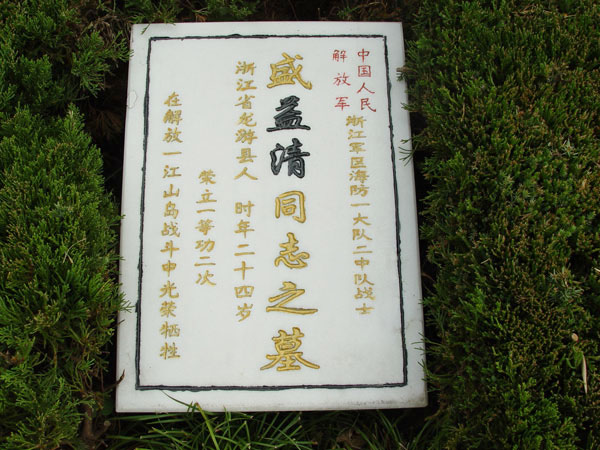 中国人民
解放军
浙江军区海防一大队二中队战士
盛益清同志之墓
浙江省龙游县人 时年二十四岁
荣立一等功二次
在解放一江山岛战斗中光荣牺牲